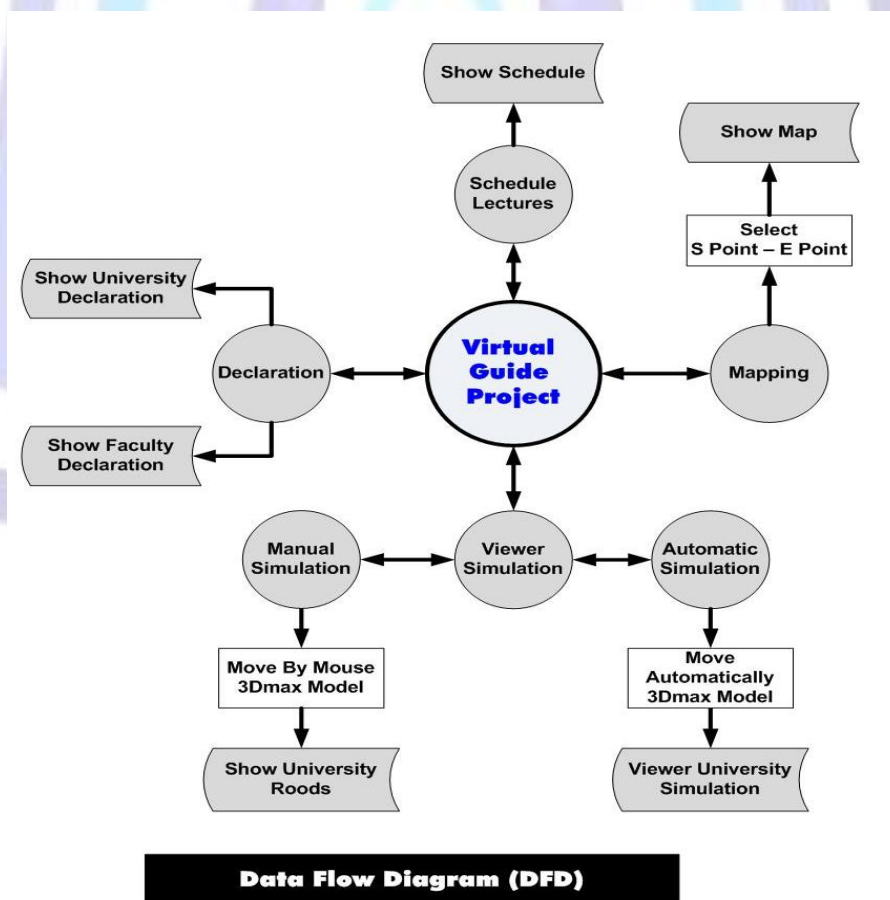 Show Schedule
Show Map
Schedule
Lectures
Select
S Point – E Point
Show University
Declaration
Declaration
Virtual
Guide
Project
Mapping
Show Faculty
Declaration
Manual
Simulation
Viewer
Simulation
Automatic
Simulation
Move By Mouse
3Dmax Model
Move
Automatically
3Dmax Model
Show University
Roods
Viewer University
Simulation
Data Flow Diagram (DFD)